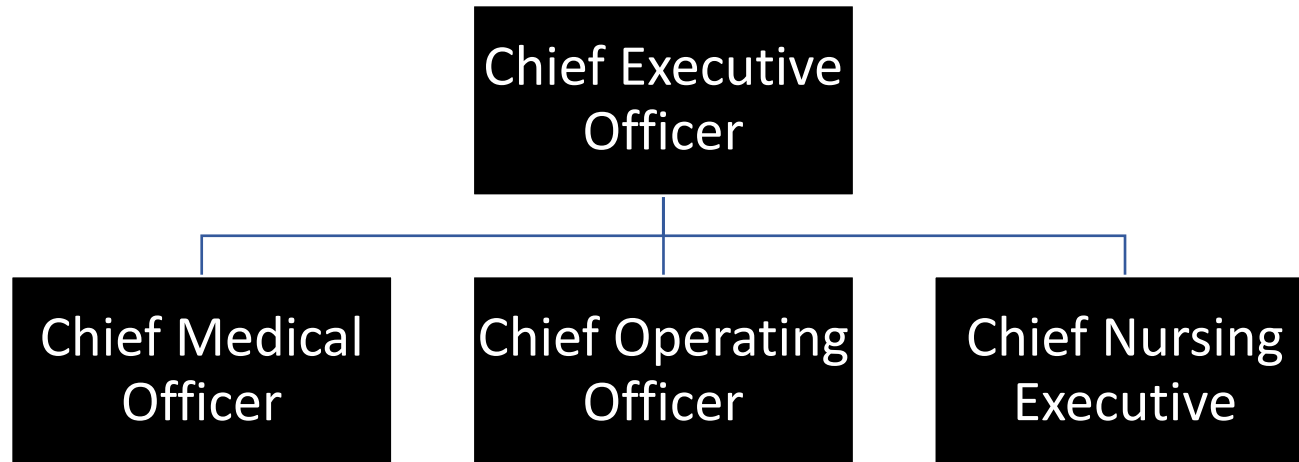 Chief Executive
Officer
Chief Medical
Officer
Chief Operating
Officer
Chief Nursing
Executive